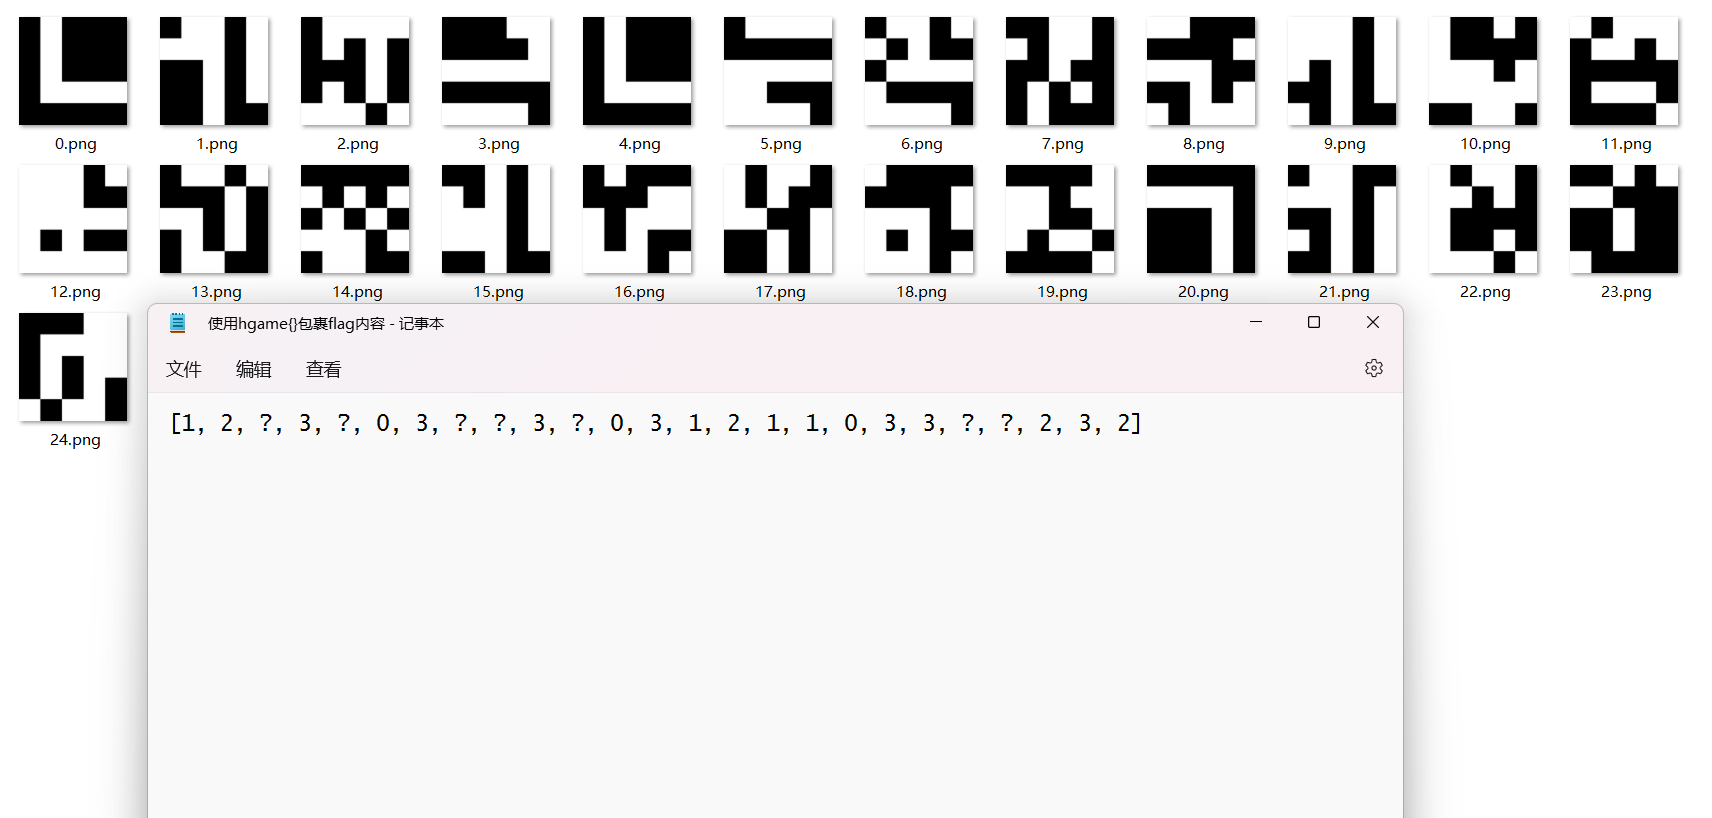 0.png 1.png 2.png 3.png 4.png 5.png 6.png 7.png 8.png 9.png 10.png 11.png
12.png 13.png 14.png 15.png 16.png 17.png 18.png 19.png 20.png 21.png 22.png 23.png
24.png
使用hgame{}包裹flag内容 - 记事本
文件 编辑 查看
[1, 2, ?, 3, ?, 0, 3, ?, ?, 3, ?, 0, 3, 1, 2, 1, 1, 0, 3, 3, ?, ?, 2, 3, 2]